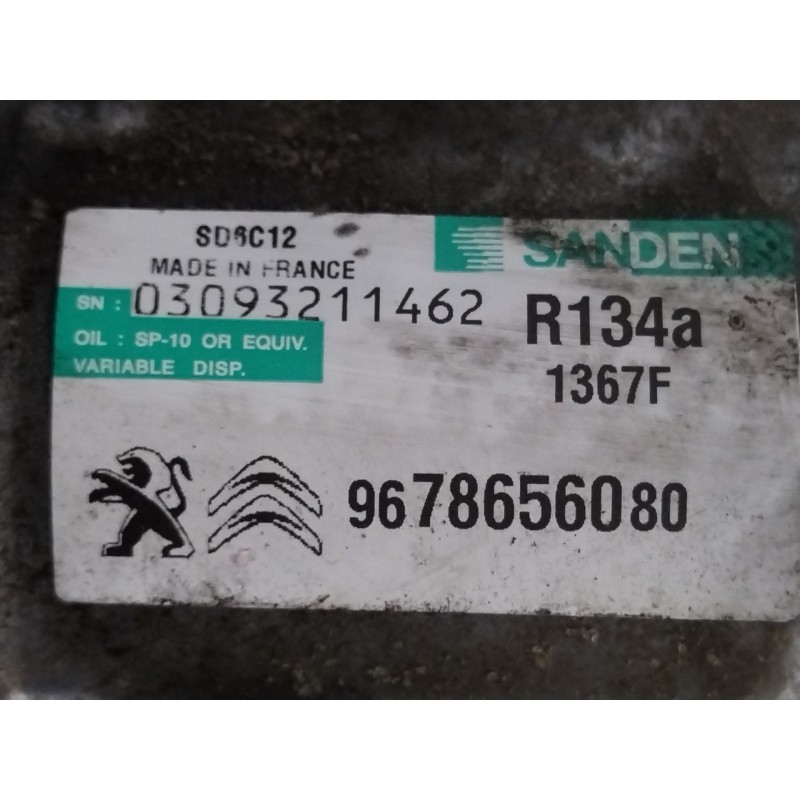 SD6C12
SANDEN
MADE IN FRANCE
SN : 03093211462
R134a
OIL : SP-10 OR EQUIV.
VARIABLE DISP.
1367F
9678656080